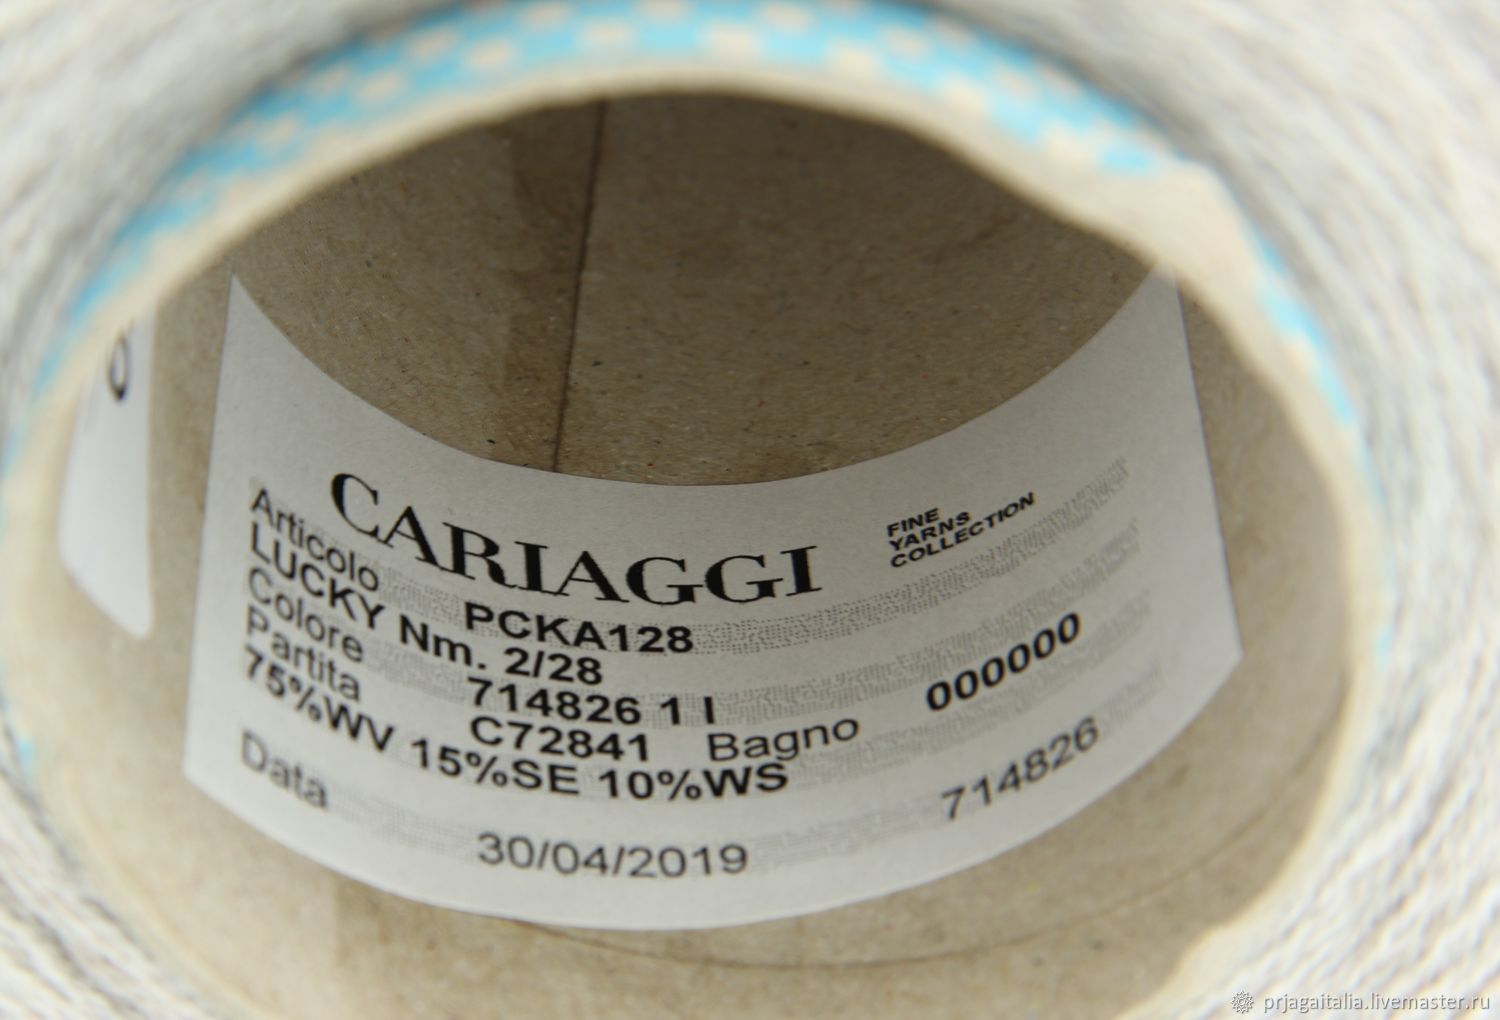 CARIAGGI
FINE
YARNS
COLLECTION
Articolo PCKA128
LUCKY Nm. 2/28
Colore 714826 1 I
Partita C72841 Bagno 000000
75%WV 15%SE 10%WS
Data 30/04/2019 714826
prjagaitalia.livemaster.ru